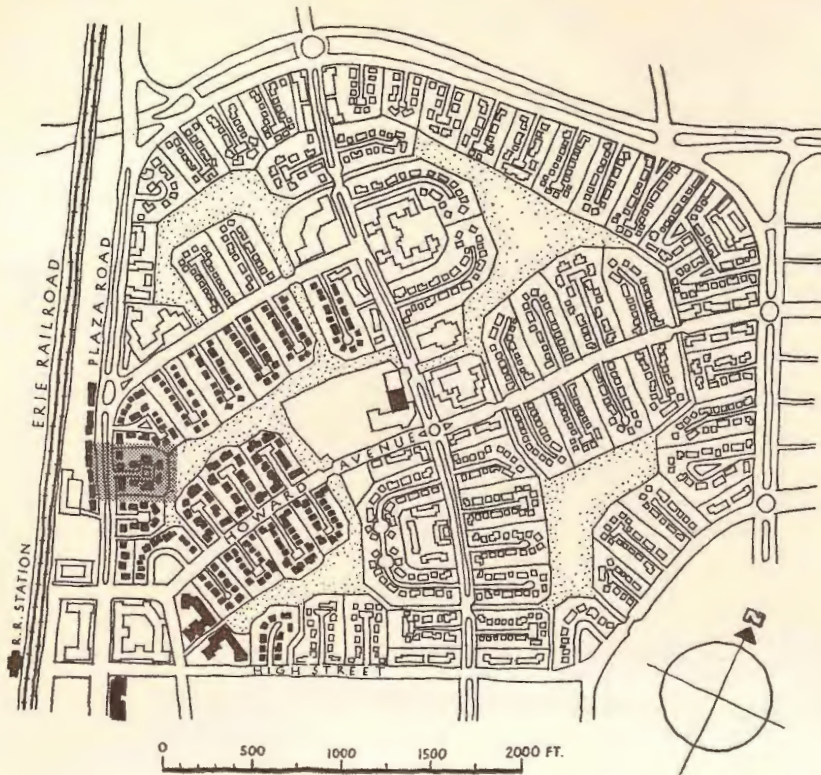 ERIE RAILROAD
PLAZA ROAD
HOWARD AVENUE
R.R. STATION
HIGH STREET
N
0 500 1000 1500 2000 FT.